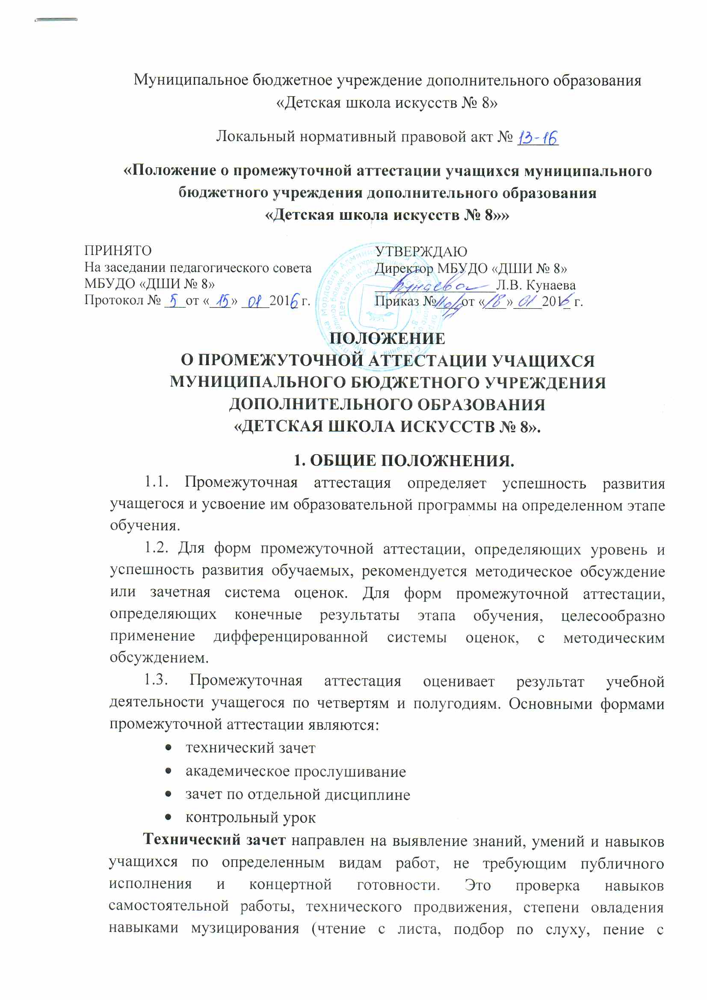 Муниципальное бюджетное учреждение дополнительного образования
«Детская школа искусств № 8»
Локальный нормативный правовой акт № 13-16
«Положение о промежуточной аттестации учащихся муниципального
бюджетного учреждения дополнительного образования
«Детская школа искусств № 8»»
ПРИНЯТО
На заседании педагогического совета
МБУДО «ДШИ № 8»
Протокол № 5 от «15» 01 2016 г.
УТВЕРЖДАЮ
Директор МБУДО «ДШИ № 8»
Кунаева Л.В. Кунаева
Приказ № от «18» 01 2016 г.
ПОЛОЖЕНИЕ
О ПРОМЕЖУТОЧНОЙ АТТЕСТАЦИИ УЧАЩИХСЯ
МУНИЦИПАЛЬНОГО БЮДЖЕТНОГО УЧРЕЖДЕНИЯ
ДОПОЛНИТЕЛЬНОГО ОБРАЗОВАНИЯ
«ДЕТСКАЯ ШКОЛА ИСКУССТВ № 8».
1. ОБЩИЕ ПОЛОЖНЕНИЯ.
1.1. Промежуточная аттестация определяет успешность развития
учащегося и усвоение им образовательной программы на определенном этапе
обучения.
1.2. Для форм промежуточной аттестации, определяющих уровень и
успешность развития обучаемых, рекомендуется методическое обсуждение
или зачетная система оценок. Для форм промежуточной аттестации,
определяющих конечные результаты этапа обучения, целесообразно
применение дифференцированной системы оценок, с методическим
обсуждением.
1.3. Промежуточная аттестация оценивает результат учебной
деятельности учащегося по четвертям и полугодиям. Основными формами
промежуточной аттестации являются:
• технический зачет
• академическое прослушивание
• зачет по отдельной дисциплине
• контрольный урок
Технический зачет направлен на выявление знаний, умений и навыков
учащихся по определенным видам работ, не требующим публичного
исполнения и концертной готовности. Это проверка навыков
самостоятельной работы, технического продвижения, степени овладения
навыками музицирования (чтение с листа, подбор по слуху, пение с